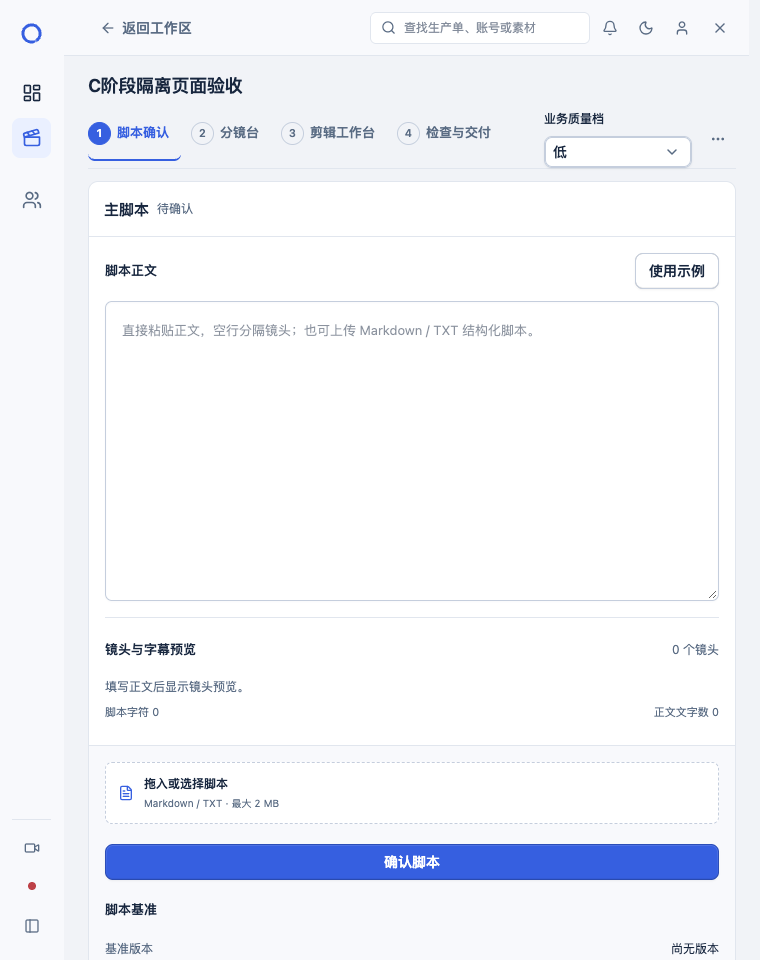 返回工作区
查找生产单、账号或素材
C阶段隔离页面验收
1 脚本确认
2 分镜台
3 剪辑工作台
4 检查与交付
业务质量档
低
主脚本 待确认
脚本正文
使用示例
直接粘贴正文，空行分隔镜头；也可上传 Markdown / TXT 结构化脚本。
镜头与字幕预览
0 个镜头
填写正文后显示镜头预览。
脚本字符 0
正文文字数 0
拖入或选择脚本
Markdown / TXT · 最大 2 MB
确认脚本
脚本基准
基准版本
尚无版本